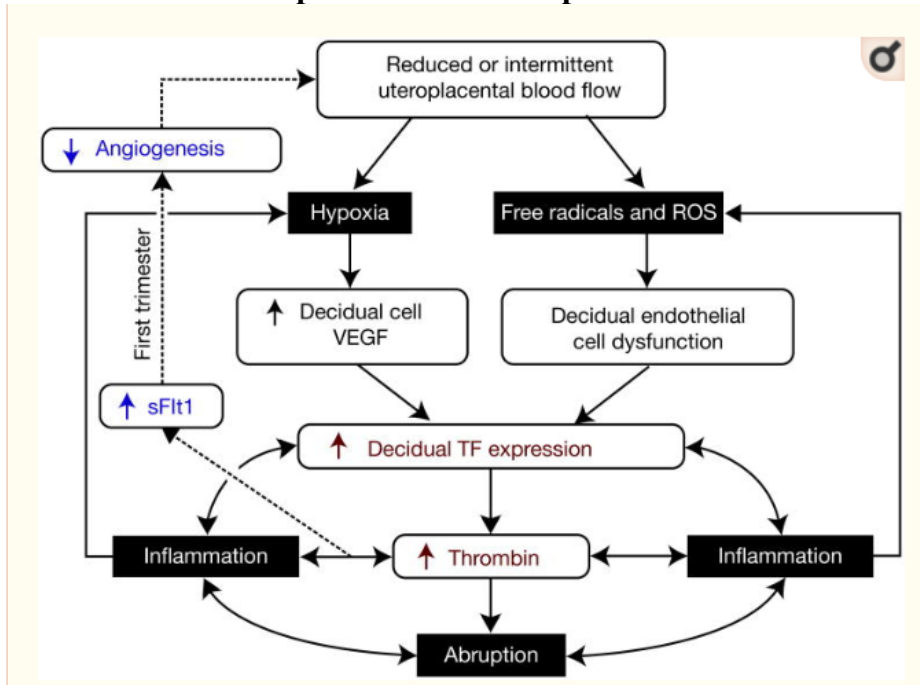 Reduced or intermittent
uteroplacental blood flow
↓ Angiogenesis
Hypoxia
Free radicals and ROS
First trimester
↑ Decidual cell
VEGF
Decidual endothelial
cell dysfunction
↑ sFlt1
↑ Decidual TF expression
Inflammation
↑ Thrombin
Inflammation
Abruption